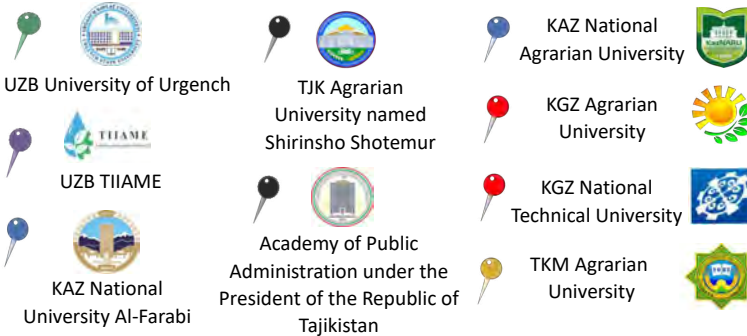 UZB University of Urgench
TIIAME
UZB TIIAME
KAZ National
University Al-Farabi
TJK Agrarian
University named
Shirinsho Shotemur
Academy of Public
Administration under the
President of the Republic of
Tajikistan
KAZ National
Agrarian University
KazNARU
KGZ Agrarian
University
KGZ National
Technical University
TKM Agrarian
University